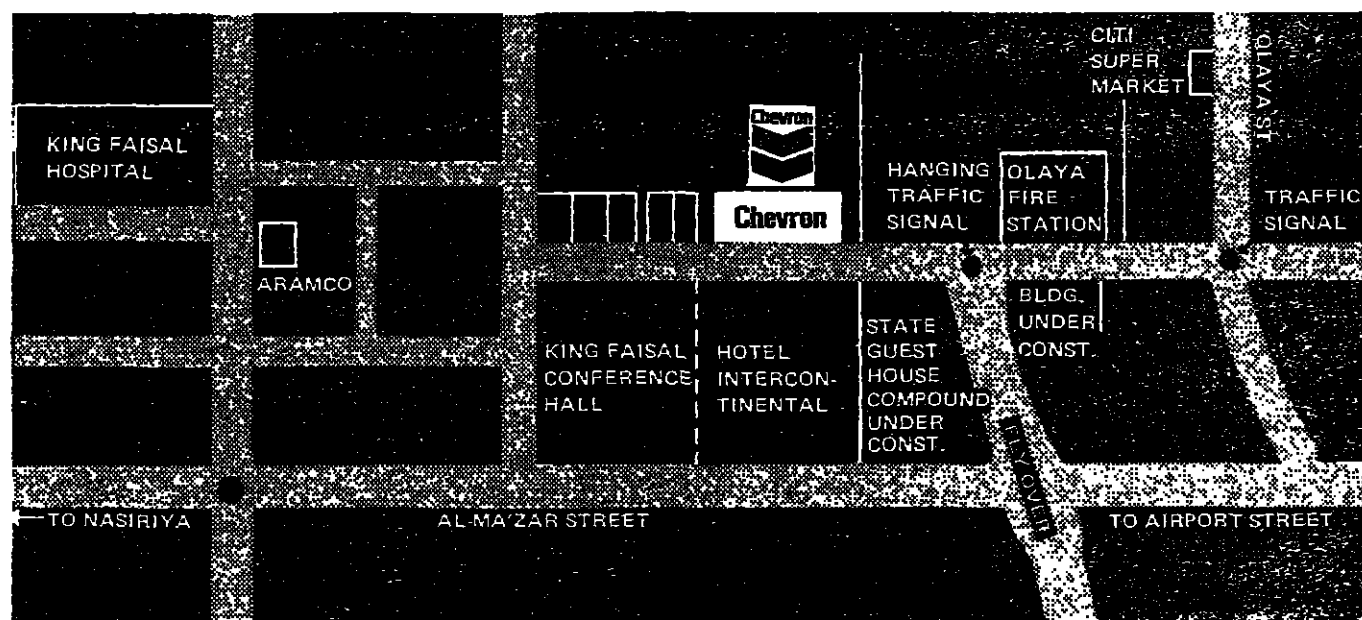 CITI
SUPER
MARKET
OLAYA ST
KING FAISAL
HOSPITAL
Chevron
Chevron
HANGING
TRAFFIC
SIGNAL
OLAYA
FIRE
STATION
TRAFFIC
SIGNAL
ARAMCO
BLDG.
UNDER
CONST.
KING FAISAL
CONFERENCE
HALL
HOTEL
INTERCON-
TINENTAL
STATE
GUEST
HOUSE
COMPOUND
UNDER
CONST.
FLYOVER
TO NASIRIYA
AL-MA'ZAR STREET
TO AIRPORT STREET